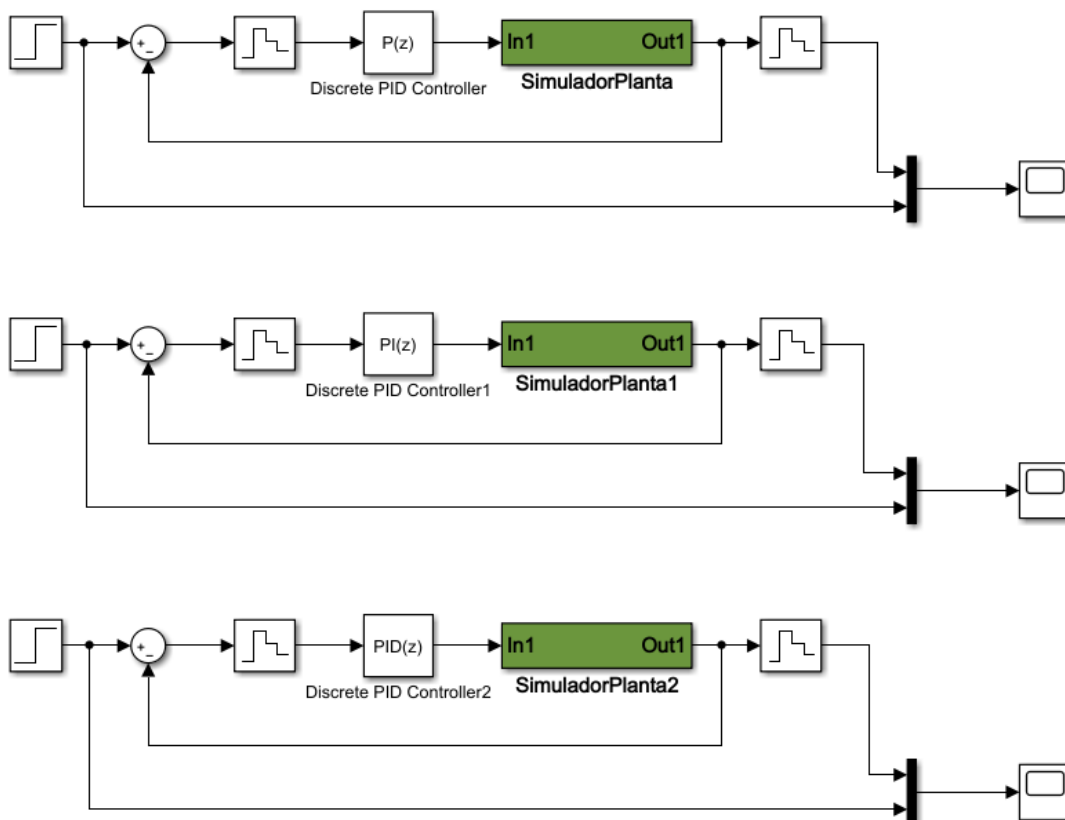 +
−
P(z)
In1 Out1
Discrete PID Controller
SimuladorPlanta
+
−
PI(z)
In1 Out1
Discrete PID Controller1
SimuladorPlanta1
+
−
PID(z)
In1 Out1
Discrete PID Controller2
SimuladorPlanta2